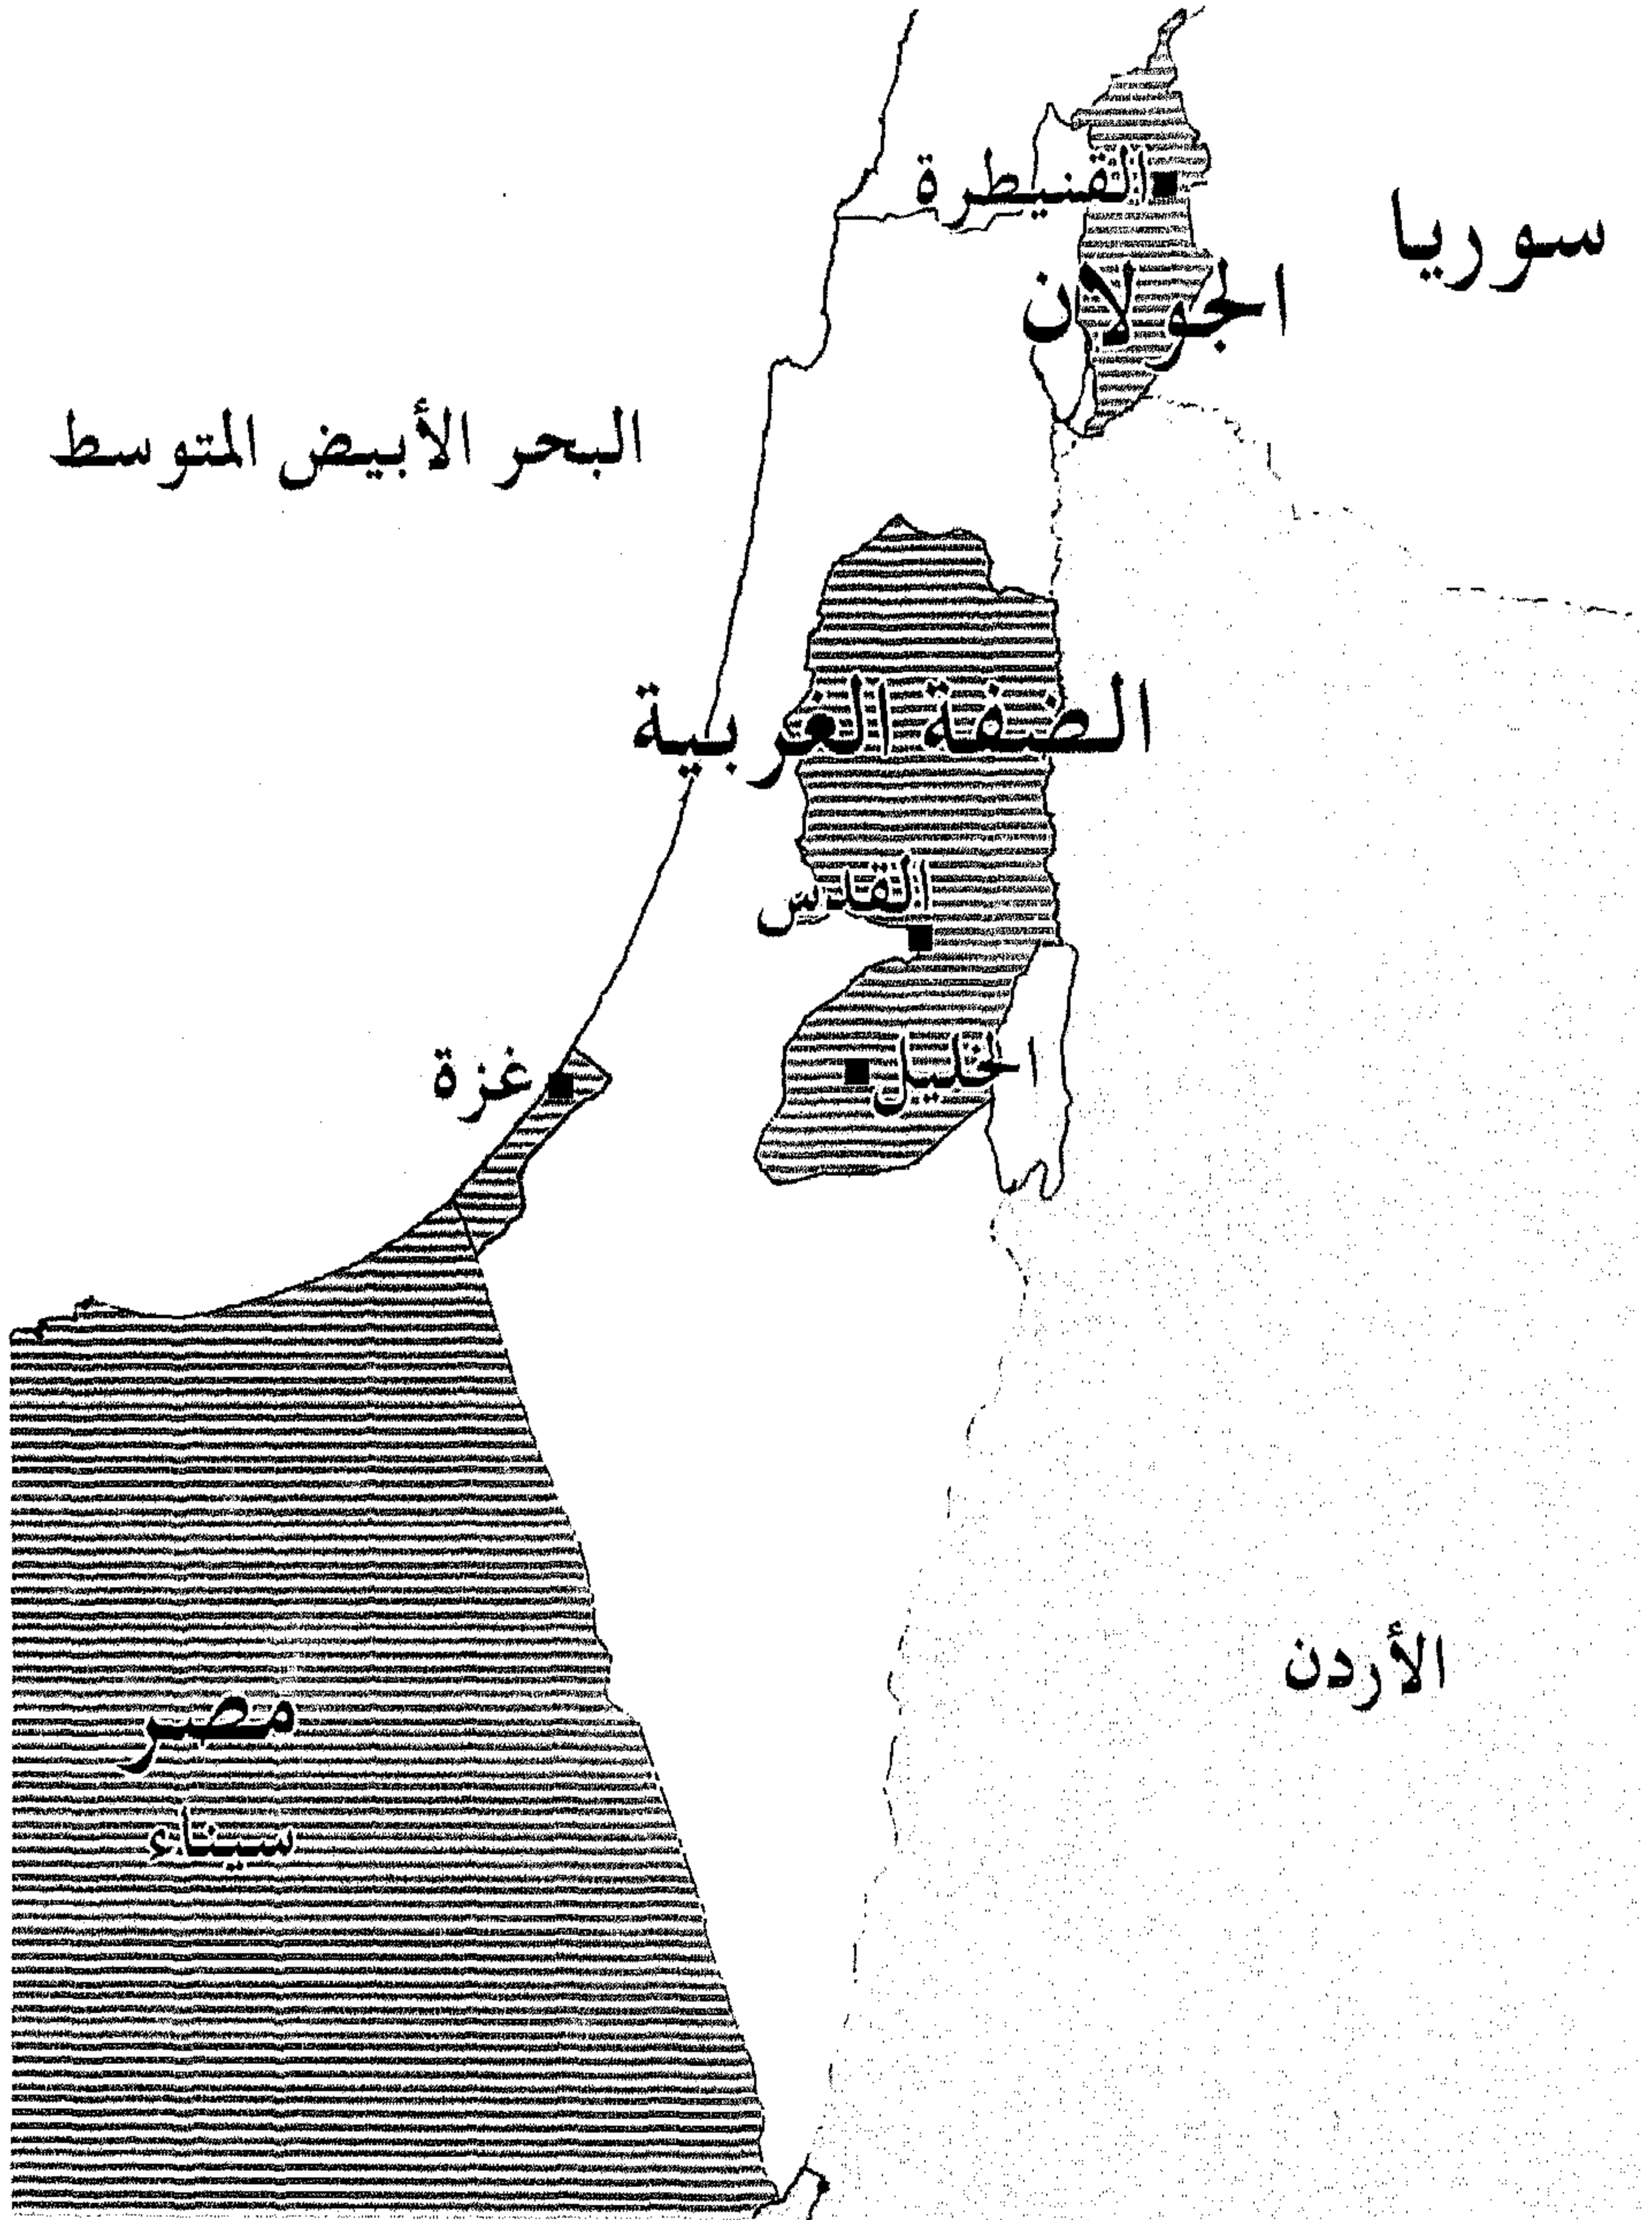 القنيطرة
سوريا
الجولان
البحر الأبيض المتوسط
الضفة الغربية
القدس
الخليل
غزة
الأردن
مصر
سيناء